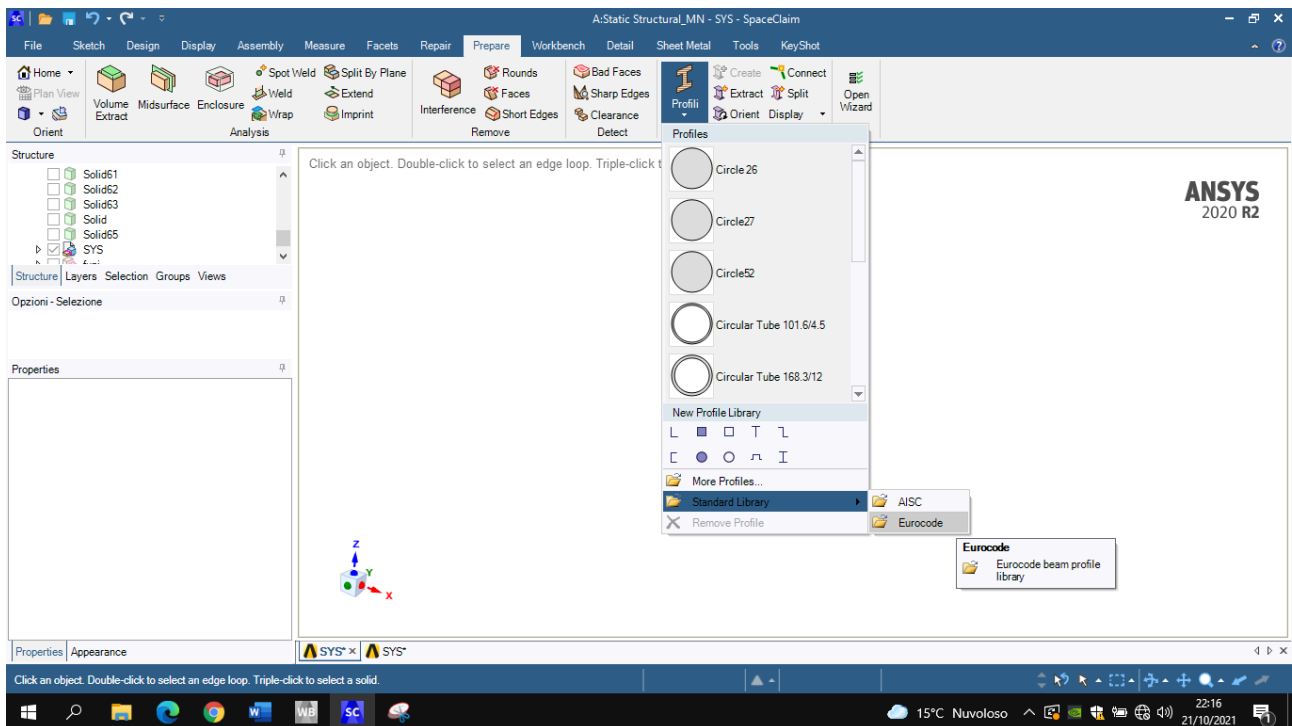 A:Static Structural_MN - SYS - SpaceClaim
File Sketch Design Display Assembly Measure Facets Repair Prepare Workbench Detail Sheet Metal Tools KeyShot
Home
Plan View
Orient
Volume Extract
Midsurface
Enclosure
Spot Weld
Weld
Wrap
Split By Plane
Extend
Imprint
Analysis
Interference
Rounds
Faces
Short Edges
Remove
Bad Faces
Sharp Edges
Clearance
Detect
Profili
Create
Extract
Orient
Connect
Split
Display
Open Wizard
Structure
Solid61
Solid62
Solid63
Solid
Solid65
SYS
Structure Layers Selection Groups Views
Opzioni - Selezione
Properties
Properties Appearance
Click an object. Double-click to select an edge loop. Triple-click t
ANSYS
2020 R2
Profiles
Circle 26
Circle27
Circle52
Circular Tube 101.6/4.5
Circular Tube 168.3/12
New Profile Library
More Profiles...
Standard Library
Remove Profile
AISC
Eurocode
Eurocode
Eurocode beam profile
library
Z
Y
X
SYS* SYS*
Click an object. Double-click to select an edge loop. Triple-click to select a solid.
WB SC
15°C Nuvoloso
22:16
21/10/2021